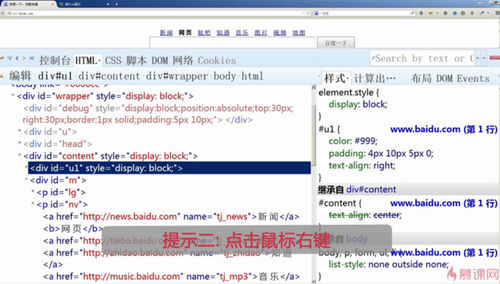 新闻 网页 贴吧 知道 音乐 图片 视频 地图
百度一下
控制台 HTML CSS 脚本 DOM 网络 Cookies
Search by text or CSS
编辑 div#u1 div#content div#wrapper body html
样式 计算出... 布局 DOM Events
<div id="wrapper" style="display: block;">
<div id="debug" style="display:block;position:absolute;top:30px;
right:30px;border:1px solid;padding:5px 10px;"> </div>
<div id="u">
<div id="head">
<div id="content" style="display: block;">
<div id="u1" style="display: block;">
<div id="m">
<p id="lg">
<p id="nv">
<a href="http://news.baidu.com" name="tj_news">新 闻</a>
<b>网 页</b>
<a href="http://tieba.baidu.com"
<a href="http://zhidao.baidu.com" name="tj_zhidao">知 道
</a>
<a href="http://music.baidu.com" name="tj_mp3">音 乐</a>
element.style {
display: block;
}
#u1 { www.baidu.com (第 1 行)
color: #999;
padding: 4px 10px 5px 0;
text-align: right;
}
继承自 div#content
#content { www.baidu.com (第 1 行)
text-align: center;
}
继承自 body
body, p, form, ul, li www.baidu.com (第 1 行)
list-style: none outside none;
}
提示二: 点击鼠标右键
慕课网